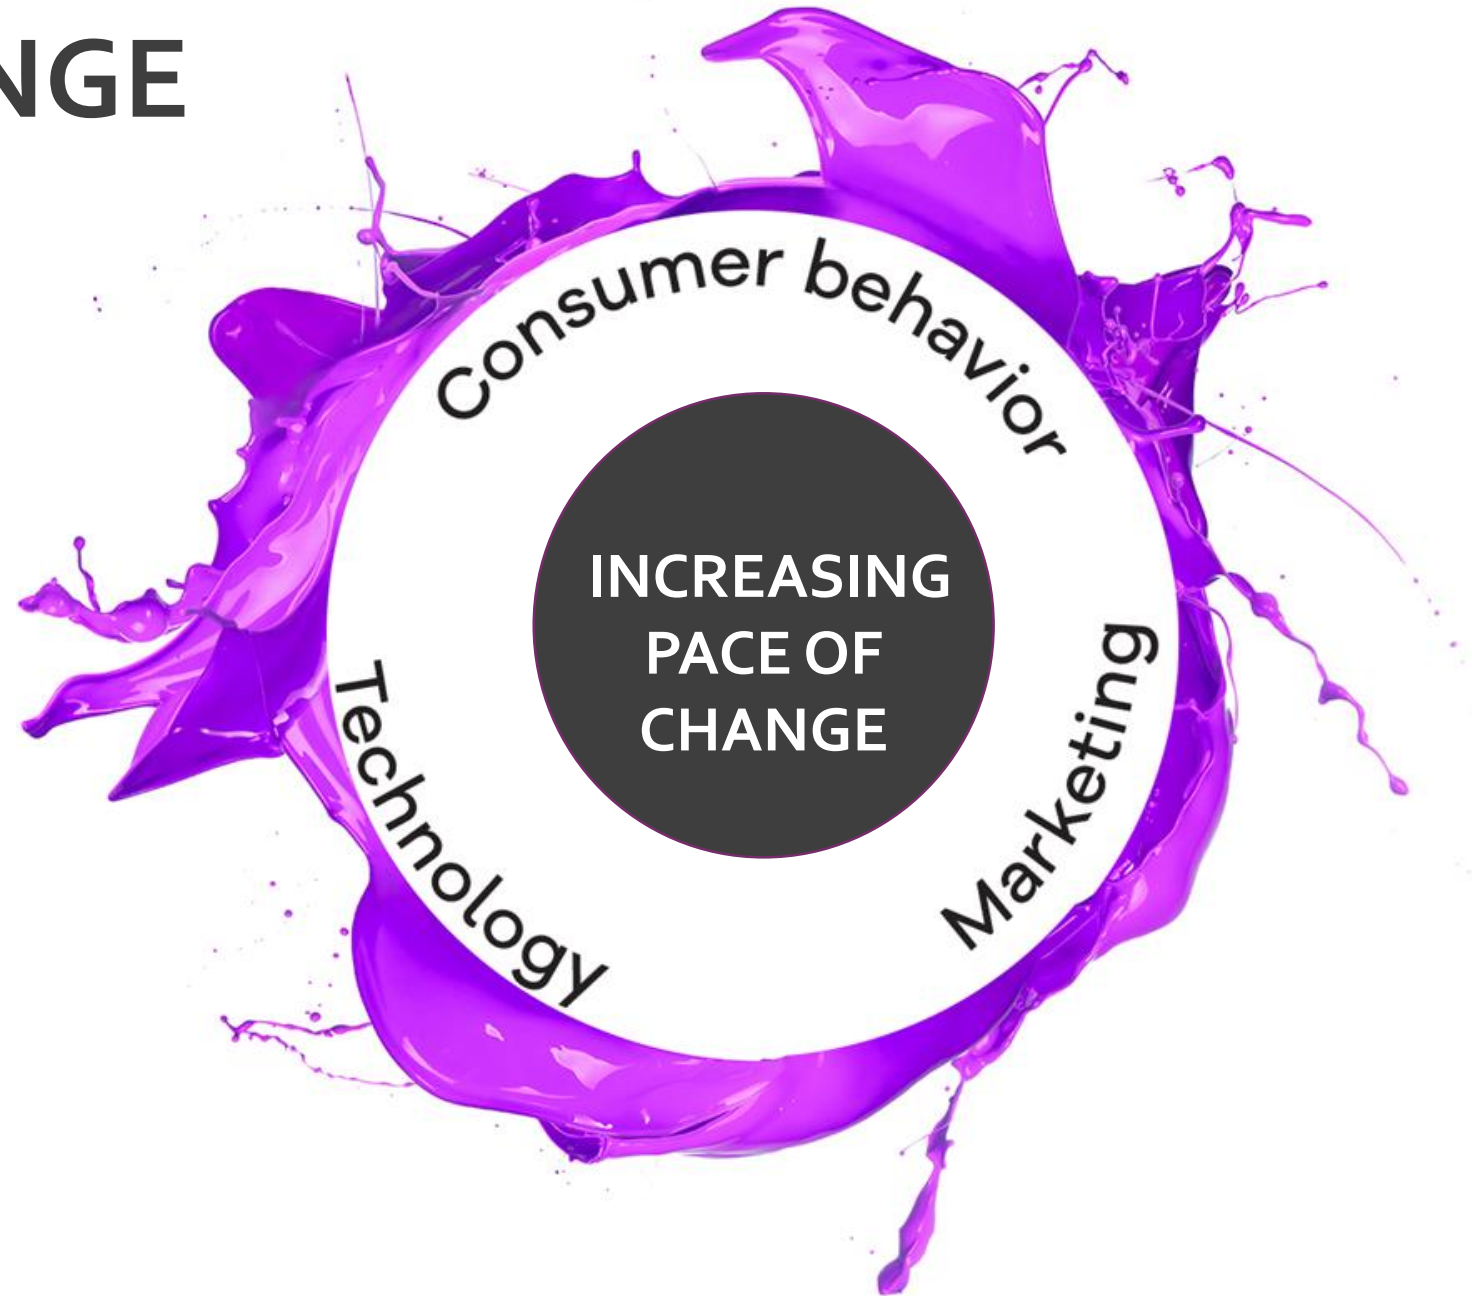 NGE
Consumer behavior
INCREASING
PACE OF
CHANGE
Technology
Marketing